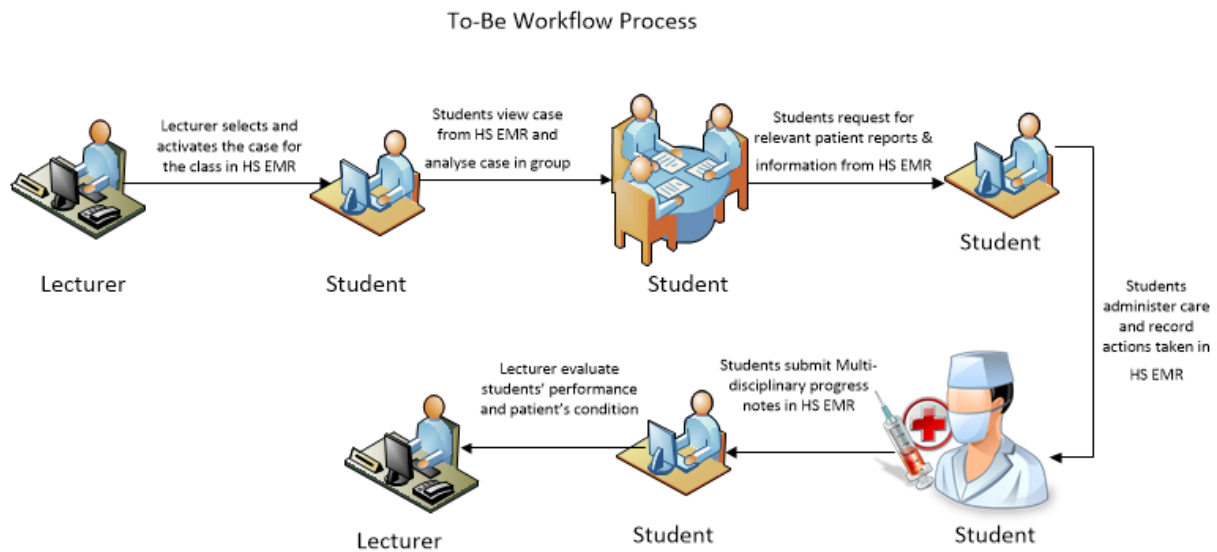 To-Be Workflow Process
Lecturer selects and
activates the case for
the class in HS EMR
Students view case
from HS EMR and
analyse case in group
Students request for
relevant patient reports &
information from HS EMR
Lecturer
Student
Student
Student
Students
administer care
and record
actions taken in
HS EMR
Students submit Multi-
disciplinary progress
notes in HS EMR
Lecturer evaluate
students' performance
and patient's condition
Student
Student
Lecturer